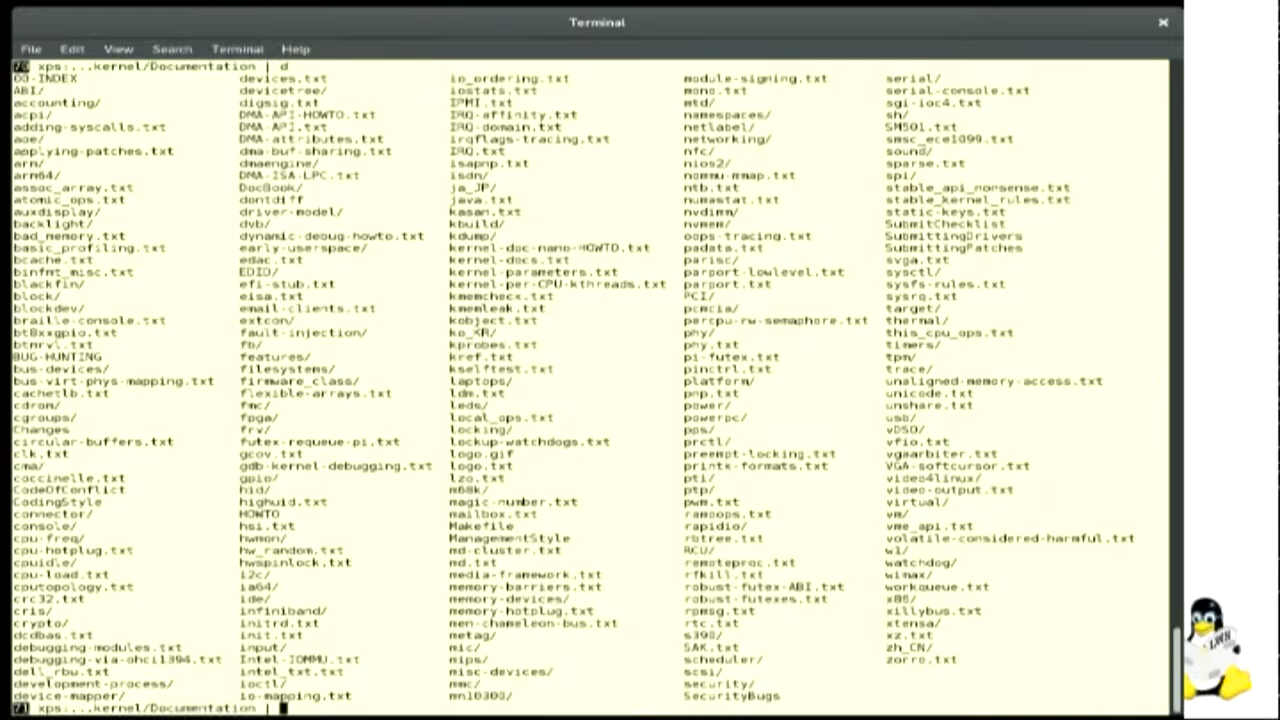 Terminal
File Edit View Search Terminal Help
xps:...kernel/Documentation | d
00-INDEX devices.txt io_ordering.txt module-signing.txt serial/
ABI/ devicetree/ iostats.txt mono.txt serial-console.txt
accounting/ digsig.txt IPMI.txt mtd/ sgi-ioc4.txt
acpi/ DMA-API-HOWTO.txt IRQ-affinity.txt namespaces/ sh/
adding-syscalls.txt DMA-API.txt IRQ-domain.txt netlabel/ SM501.txt
aoe/ DMA-attributes.txt irqflags-tracing.txt networking/ smsc_ece1099.txt
applying-patches.txt dma-buf-sharing.txt IRQ.txt nfc/ sound/
arm/ dmaengine/ isapnp.txt nios2/ sparse.txt
arm64/ DMA-ISA-LPC.txt isdn/ nommu-mmap.txt spi/
assoc_array.txt DocBook/ ja_JP/ ntb.txt stable_api_nonsense.txt
atomic_ops.txt dontdiff java.txt numastat.txt stable_kernel_rules.txt
auxdisplay/ driver-model/ kasan.txt nvdimm/ static-keys.txt
backlight/ dvb/ kbuild/ nvmem/ SubmitChecklist
bad_memory.txt dynamic-debug-howto.txt kdump/ oops-tracing.txt SubmittingDrivers
basic_profiling.txt early-userspace/ kernel-doc-nano-HOWTO.txt padata.txt SubmittingPatches
bcache.txt edac.txt kernel-docs.txt parisc/ svga.txt
binfmt_misc.txt EDID/ kernel-parameters.txt parport-lowlevel.txt sysctl/
blackfin/ efi-stub.txt kernel-per-CPU-kthreads.txt parport.txt sysfs-rules.txt
block/ eisa.txt kmemcheck.txt PCI/ sysrq.txt
blockdev/ email-clients.txt kmemleak.txt pcmcia/ target/
braille-console.txt extcon/ kobject.txt percpu-rw-semaphore.txt thermal/
bt8xxgpio.txt fault-injection/ ko_KR/ phy/ this_cpu_ops.txt
btmrvl.txt fb/ kprobes.txt phy.txt timers/
BUG-HUNTING features/ kref.txt pi-futex.txt tpm/
bus-devices/ filesystems/ kselftest.txt pinctrl.txt trace/
bus-virt-phys-mapping.txt firmware_class/ laptops/ platform/ unaligned-memory-access.txt
cachetlb.txt flexible-arrays.txt ldm.txt pnp.txt unicode.txt
cdrom/ fmc/ leds/ power/ unshare.txt
cgroups/ fpga/ local_ops.txt powerpc/ usb/
Changes frv/ locking/ pps/ vDSO/
circular-buffers.txt futex-requeue-pi.txt lockup-watchdogs.txt prctl/ vfio.txt
clk.txt gcov.txt logo.gif preempt-locking.txt vgaarbiter.txt
cma/ gdb-kernel-debugging.txt logo.txt printk-formats.txt VGA-softcursor.txt
coccinelle.txt gpio/ lzo.txt pti/ video4linux/
CodeOfConflict hid/ m68k/ ptp/ video-output.txt
CodingStyle highuid.txt magic-number.txt pwm.txt virtual/
connector/ HOWTO mailbox.txt ramoops.txt vm/
console/ hsi.txt Makefile rapidio/ vme_api.txt
cpu-freq/ hwmon/ ManagementStyle rbtree.txt volatile-considered-harmful.txt
cpu-hotplug.txt hw_random.txt md-cluster.txt RCU/ w1/
cpuidle/ hwspinlock.txt md.txt remoteproc.txt watchdog/
cpu-load.txt i2c/ media-framework.txt rfkill.txt wimax/
cputopology.txt ia64/ memory-barriers.txt robust-futex-ABI.txt workqueue.txt
crc32.txt ide/ memory-devices/ robust-futexes.txt x86/
cris/ infiniband/ memory-hotplug.txt rpmsg.txt xillybus.txt
crypto/ initrd.txt men-chameleon-bus.txt rtc.txt xtensa/
dcdbas.txt init.txt metag/ s390/ xz.txt
debugging-modules.txt input/ mic/ SAK.txt zh_CN/
debugging-via-ohci1394.txt Intel-IOMMU.txt mips/ scheduler/ zorro.txt
dell_rbu.txt intel_txt.txt misc-devices/ scsi/
development-process/ ioctl/ mmc/ security/
device-mapper/ io-mapping.txt mn10300/ SecurityBugs
xps:...kernel/Documentation |
LWN